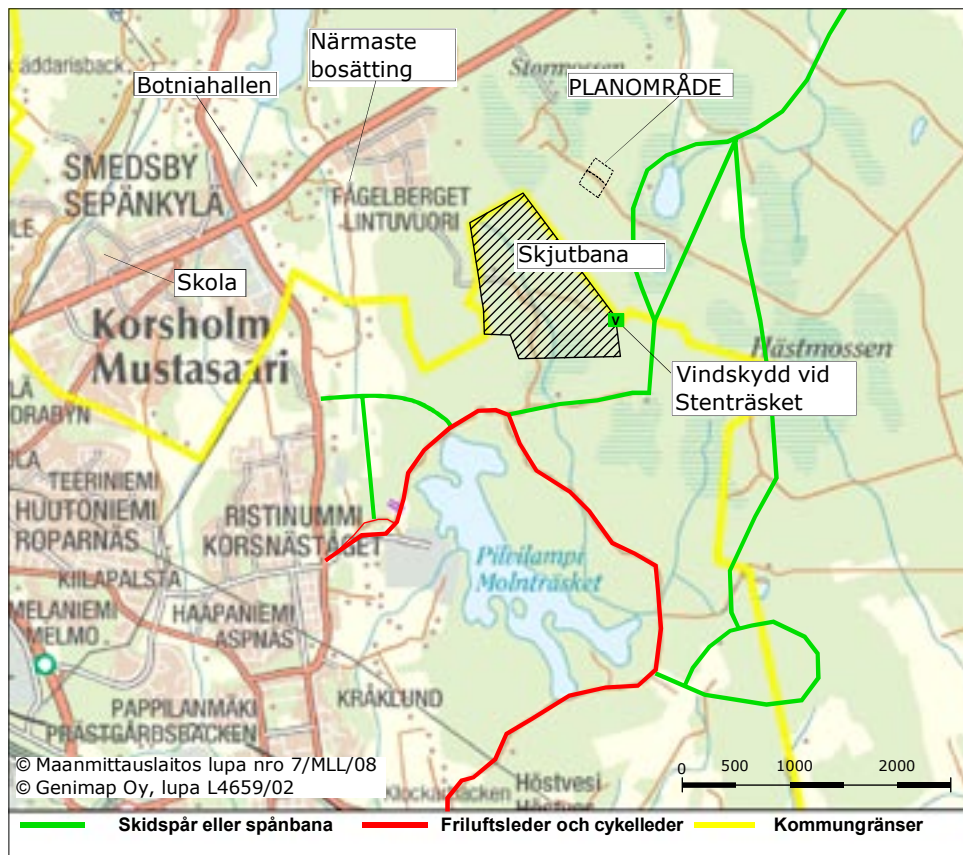 Närmaste
bosätting
Botniahallen
Stormossen
PLANOMRÅDE
SMEDSBY
SEPÄNKYLÄ
FÅGELBERGET
-LINTUVUORI
Skjutbana
Skola
v
Korsholm
Mustasaari
Hästmossen
Vindskydd vid
Stenträsket
TEERINIEMI
HUUTONIEMI
ROPARNÄS
RISTINUMMI
KORSNÄSTÅGET
Pilvilampi
Molnträsket
KIILAPALSTA
MELANIEMI
MELMO
HAAPANIEMI
ASPNÄS
KRÅKLUND
PAPPILANMÄKI
PRÄSTGÅRDSBACKEN
© Maanmittauslaitos lupa nro 7/MLL/08
© Genimap Oy, lupa L4659/02
Höstvesi
0 500 1000 2000
Skidspår eller spånbana Friluftsleder och cykelleder Kommungränser